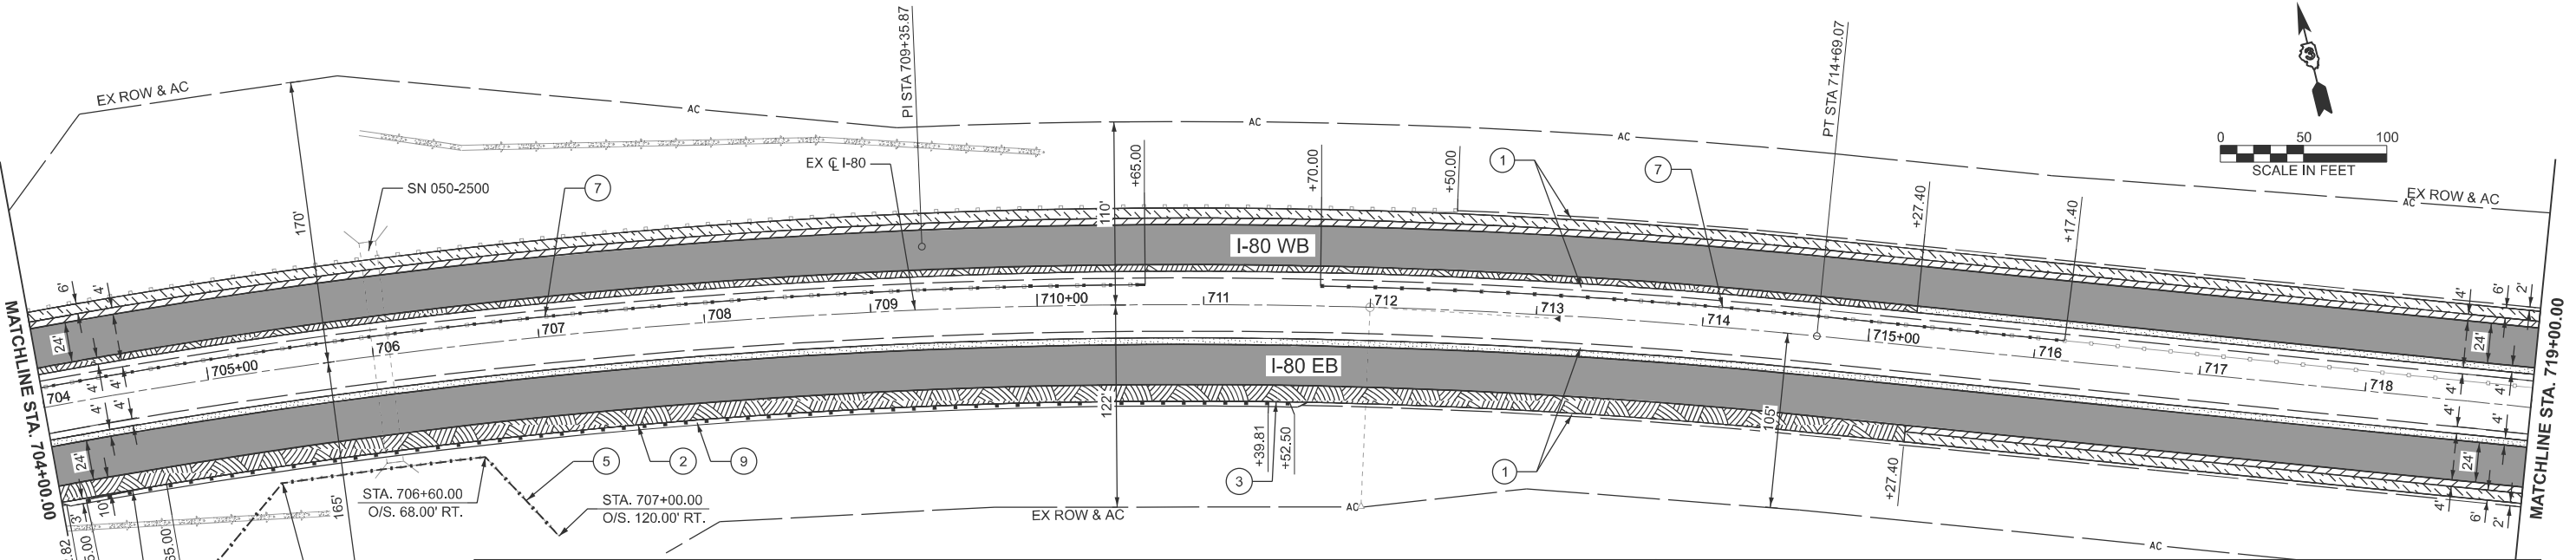 EX ROW & AC
AC
PI STA 709+35.87
AC
AC
PT STA 714+69.07
0 50 100
SCALE IN FEET
EX ROW & AC
AC
SN 050-2500
7
EX ℄ I-80
170'
110'
+65.00
+70.00
+50.00
1
7
+27.40
+17.40
I-80 WB
MATCHLINE STA. 704+00.00
6'
4'
24'
4'
4'
4'
4'
24'
10'
3'
704
705+00
706
707
708
709
710+00
711
712
713
714
715+00
716
717
718
4'
6'
2'
24'
4'
4'
4'
4'
24'
4'
6'
2'
MATCHLINE STA. 719+00.00
I-80 EB
122'
105'
165'
STA. 706+60.00
O/S. 68.00' RT.
5
2
9
STA. 707+00.00
O/S. 120.00' RT.
+39.81
+52.50
3
1
+27.40
EX ROW & AC
AC
AC